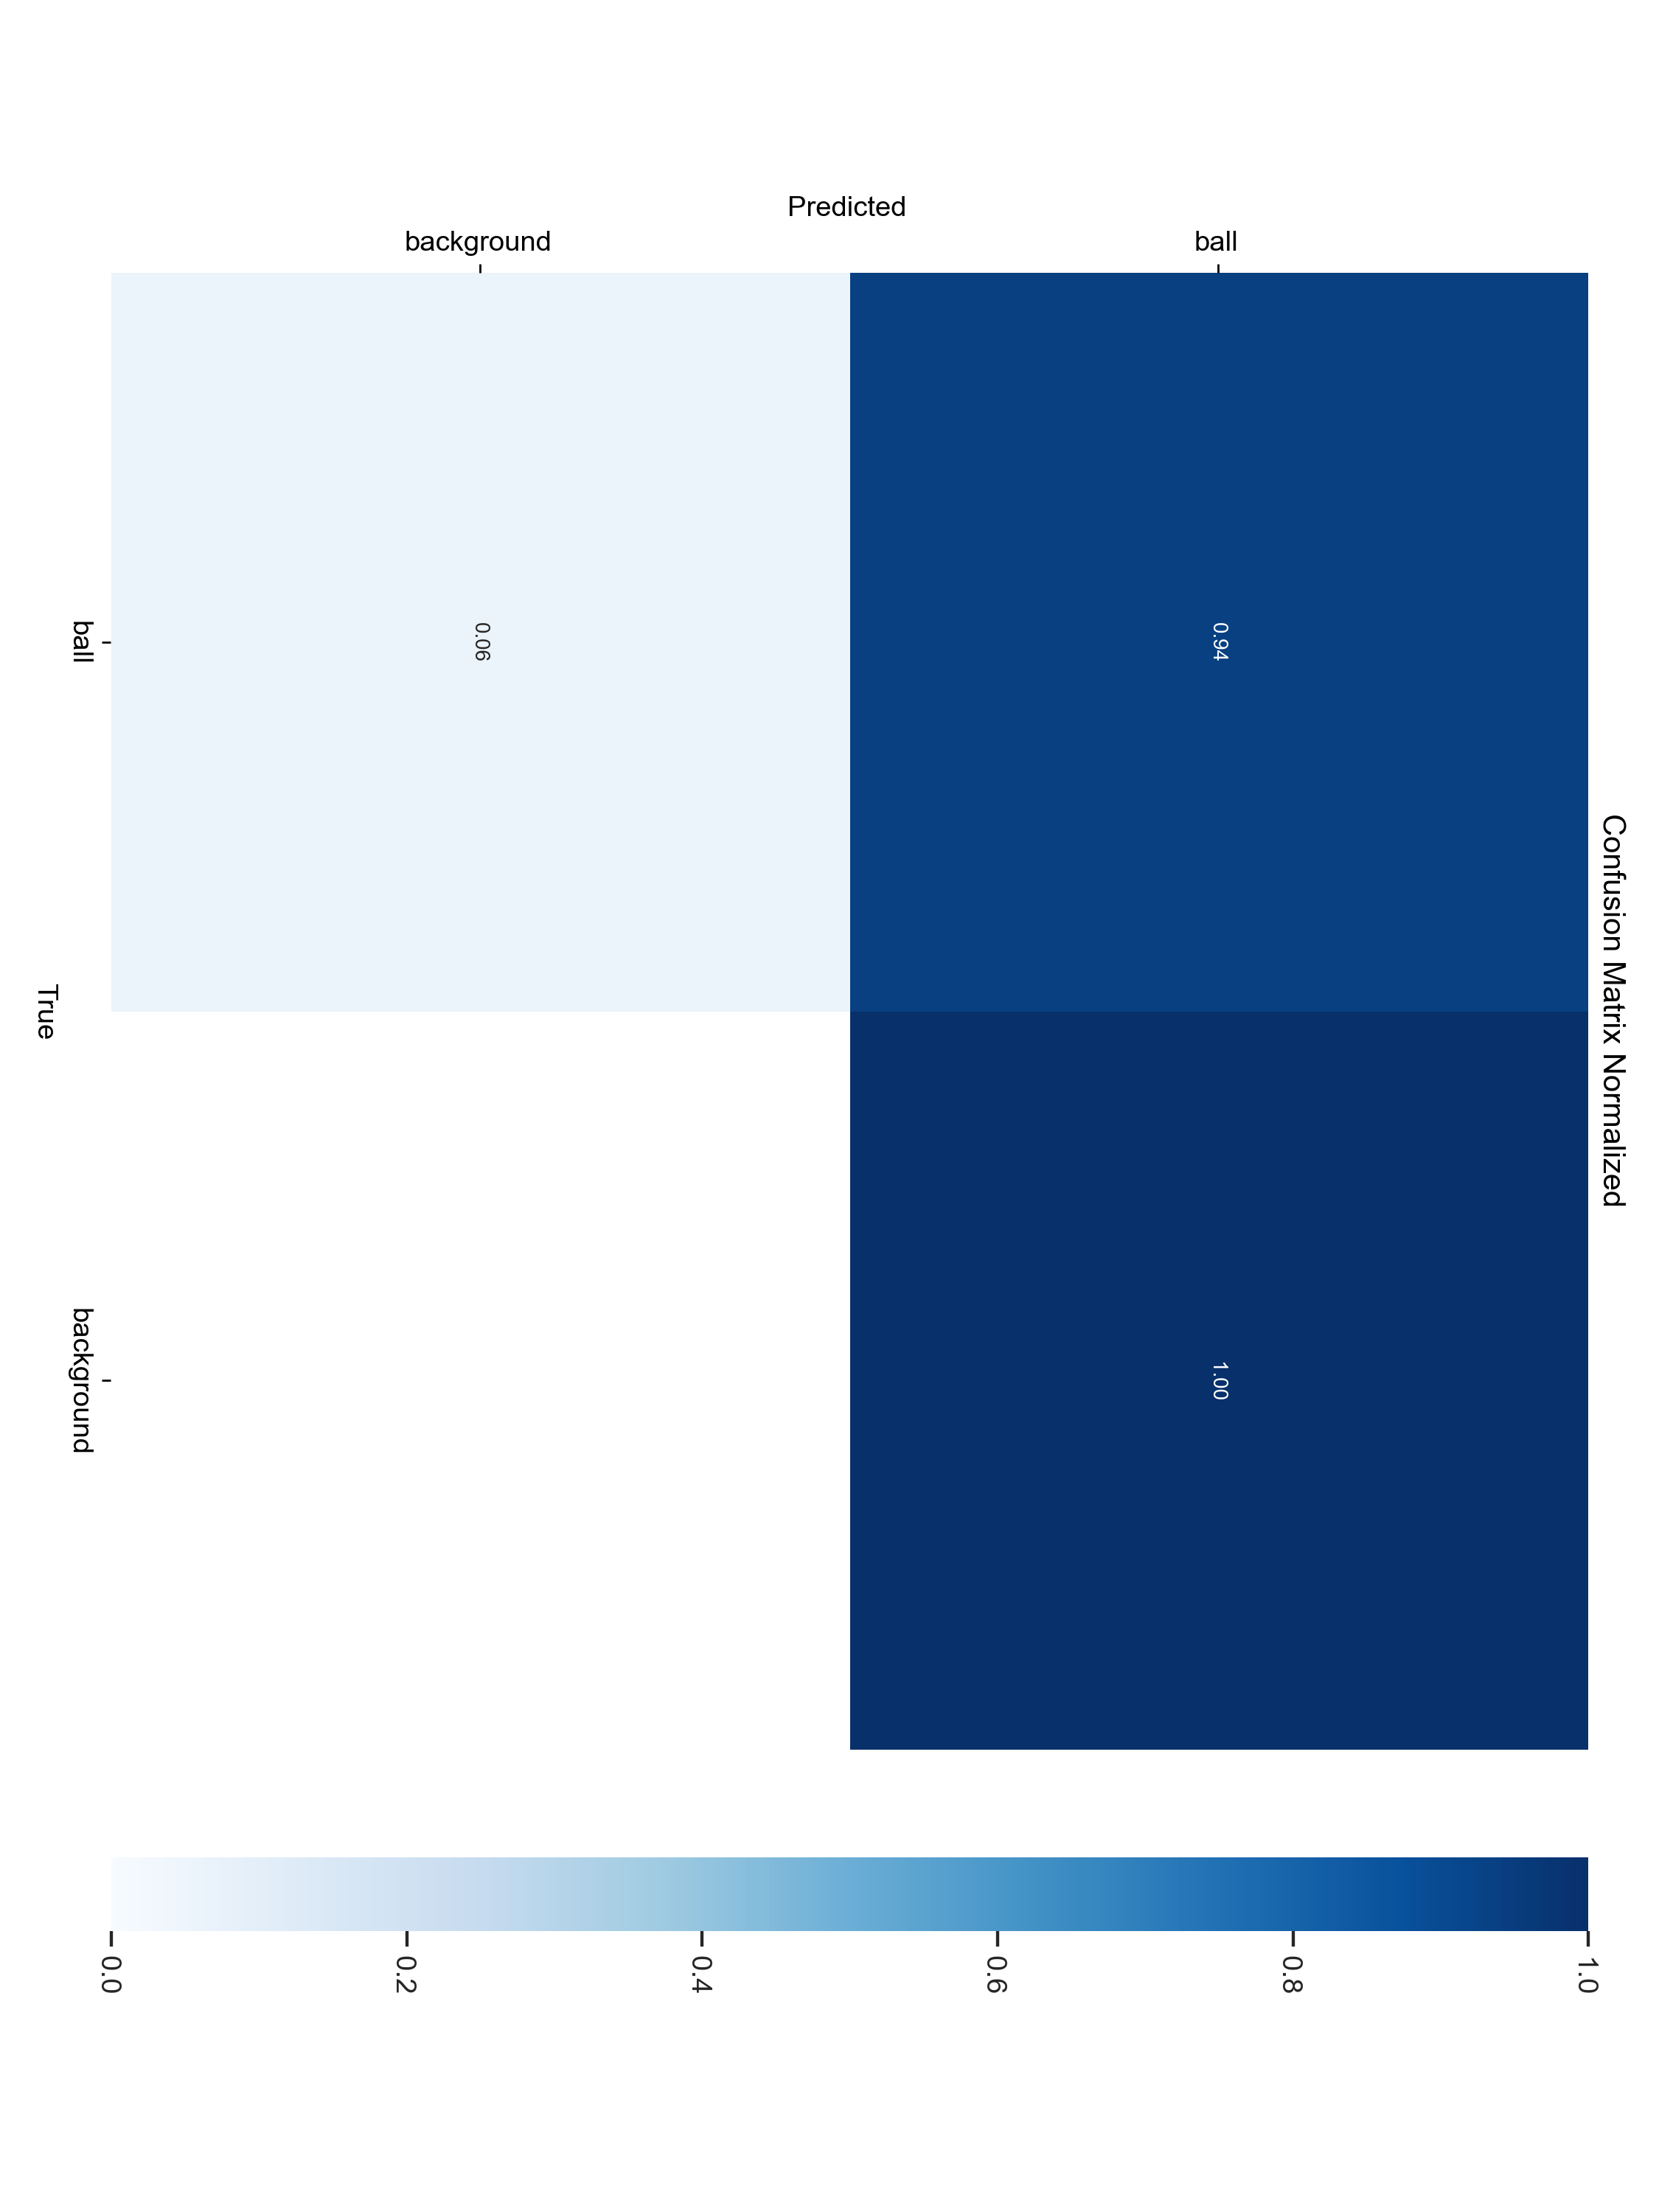 Confusion Matrix Normalized
Predicted
ball
background
0.94
1.00
0.06
ball
background
True
1.0
0.8
0.6
0.4
0.2
0.0